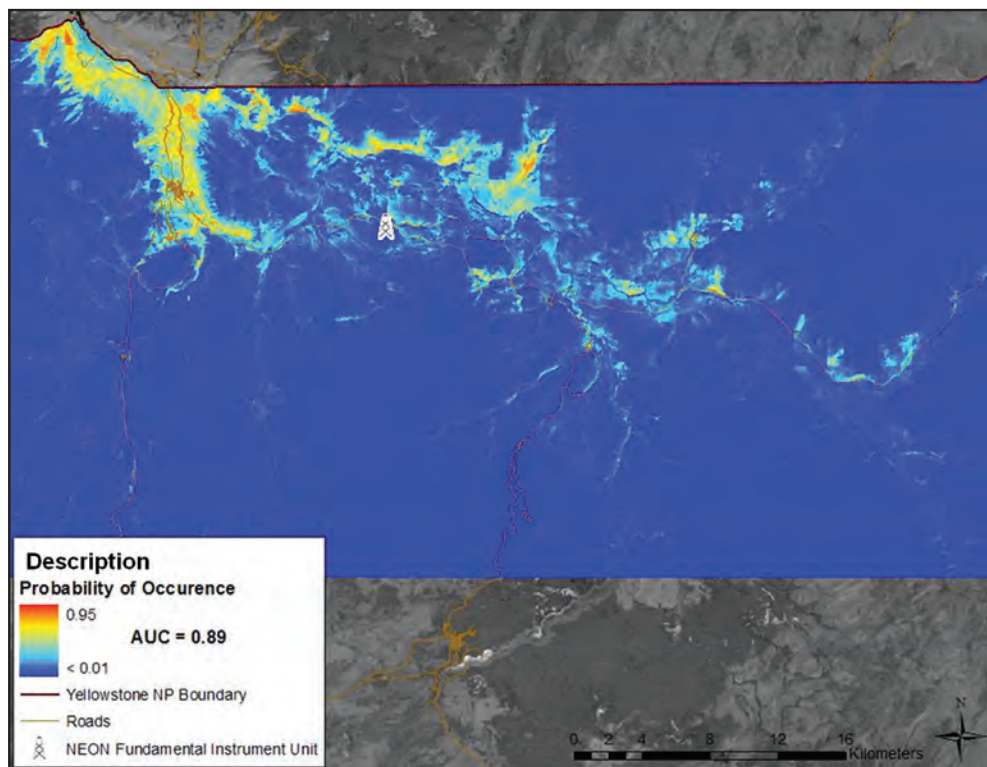 Description
Probability of Occurence
0.95
AUC = 0.89
< 0.01
Yellowstone NP Boundary
Roads
NEON Fundamental Instrument Unit
N
0 2 4 8 12 16
Kilometers